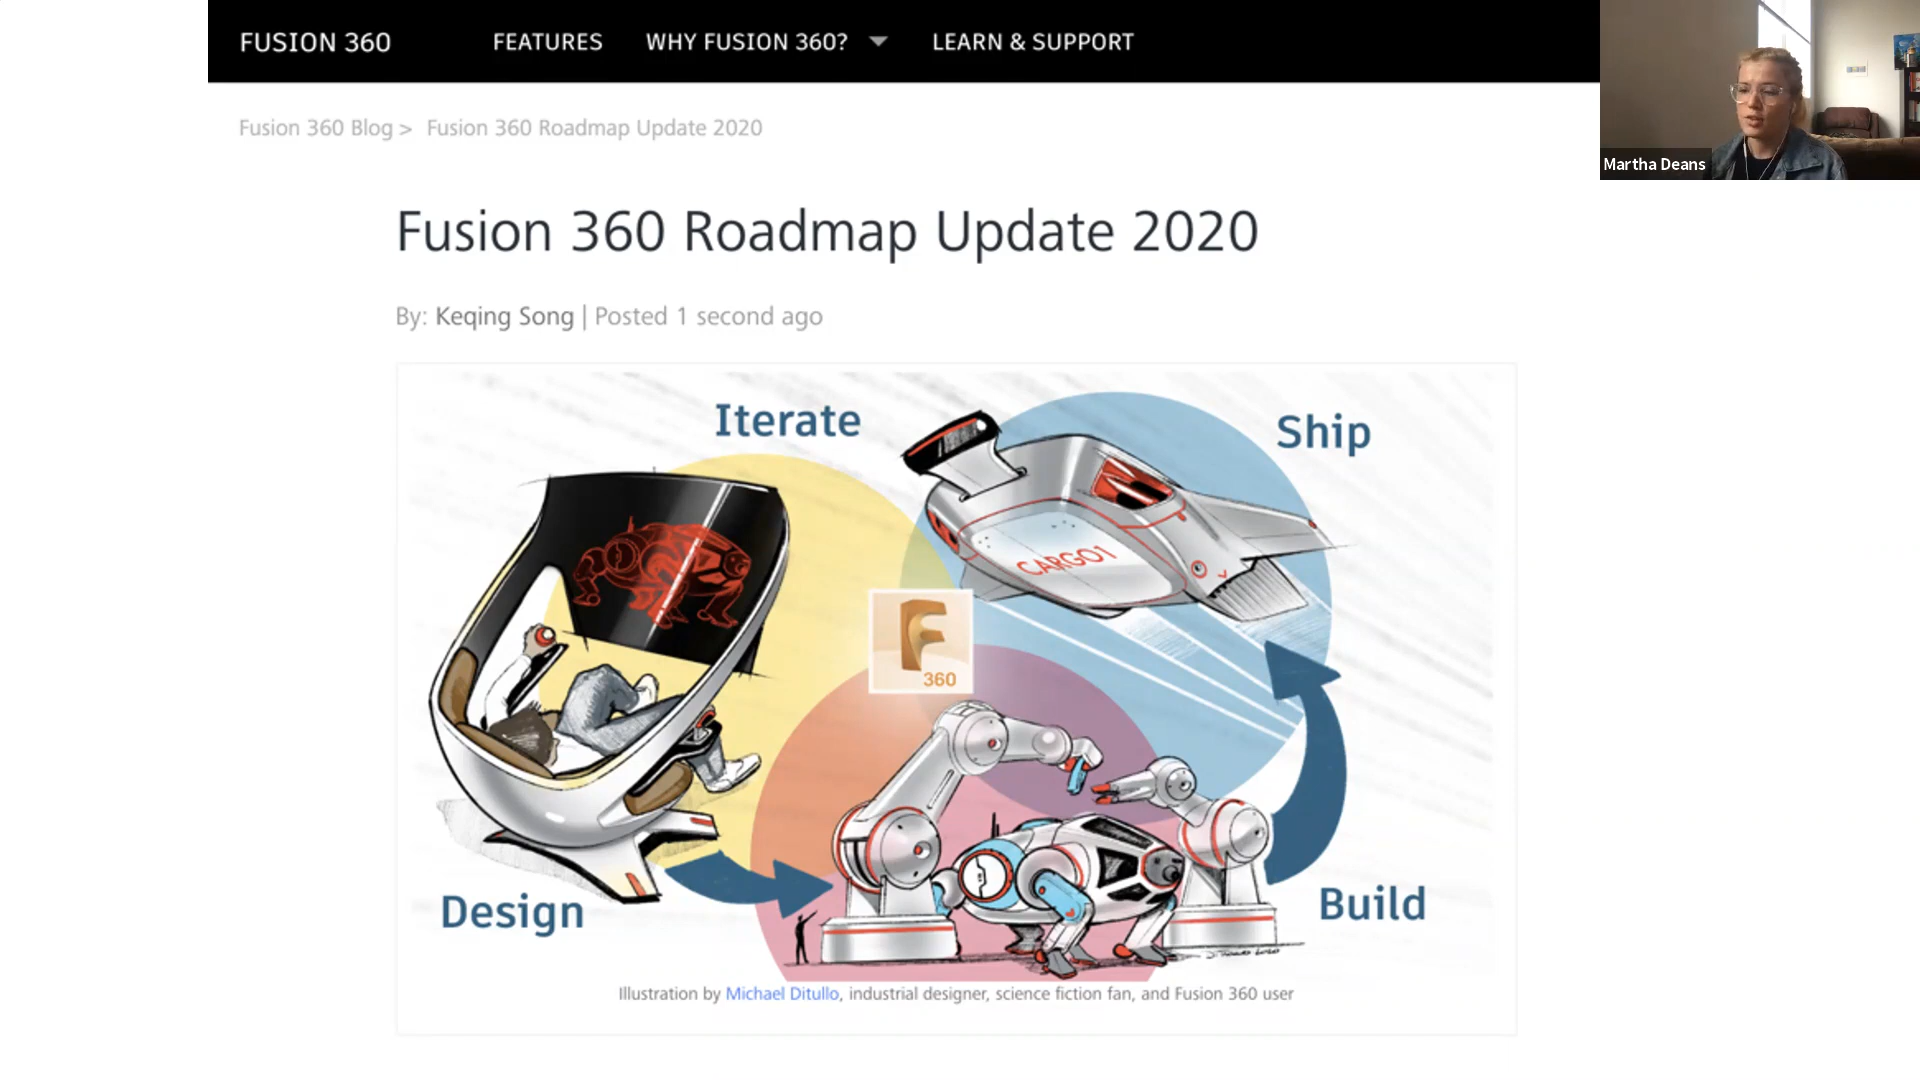 FUSION 360 FEATURES WHY FUSION 360? LEARN & SUPPORT
Martha Deans
Fusion 360 Blog > Fusion 360 Roadmap Update 2020
Fusion 360 Roadmap Update 2020
By: Keqing Song | Posted 1 second ago
Iterate
Ship
CARGO1
F
360
Design
Build
Illustration by Michael Ditullo, industrial designer, science fiction fan, and Fusion 360 user